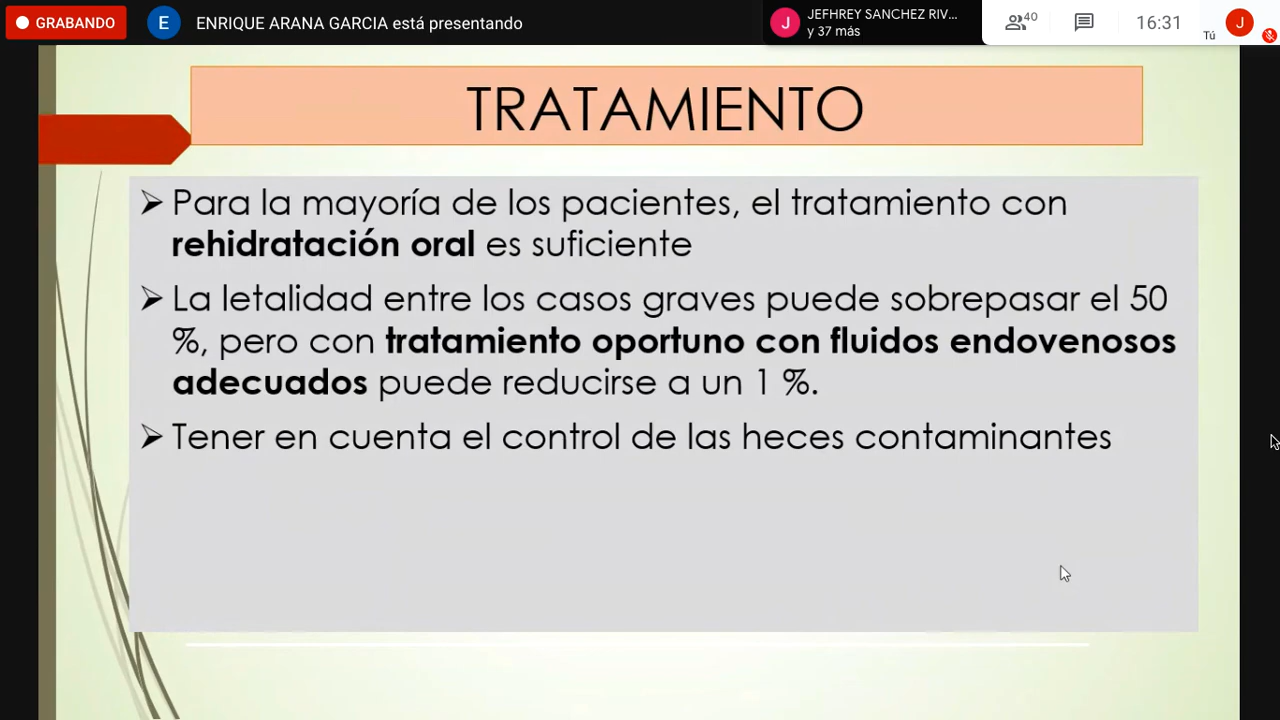 GRABANDO
E
ENRIQUE ARANA GARCIA está presentando
J
JEFHREY SANCHEZ RIV...
y 37 más
40
16:31
Tú
J
TRATAMIENTO
Para la mayoría de los pacientes, el tratamiento con
rehidratación oral es suficiente
La letalidad entre los casos graves puede sobrepasar el 50
%, pero con tratamiento oportuno con fluidos endovenosos
adecuados puede reducirse a un 1 %.
Tener en cuenta el control de las heces contaminantes